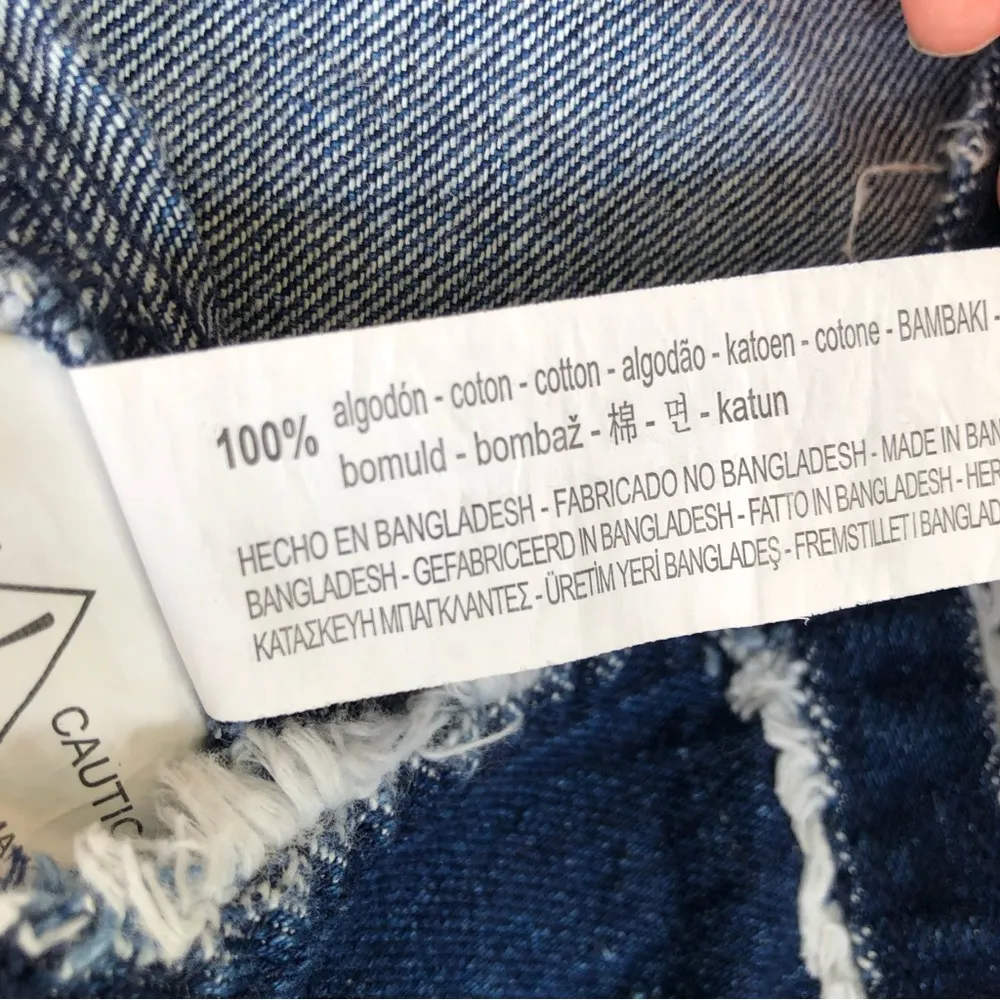 100% algodón - coton - cotton - algodão - katoen - cotone - BAMBAKI -
bomuld - bombaž - 棉 - 면 - katun
HECHO EN BANGLADESH - FABRICADO NO BANGLADESH - MADE IN BAN
BANGLADESH - GEFABRICEERD IN BANGLADESH - FATTO IN BANGLADESH - HER
ΚΑΤΑΣΚΕΥΗ ΜΠΑΓΚΛΑΝΤΕΣ - ÜRETİM YERİ BANGLADEŞ - FREMSTILLET I BANGLAD
CAUTIO